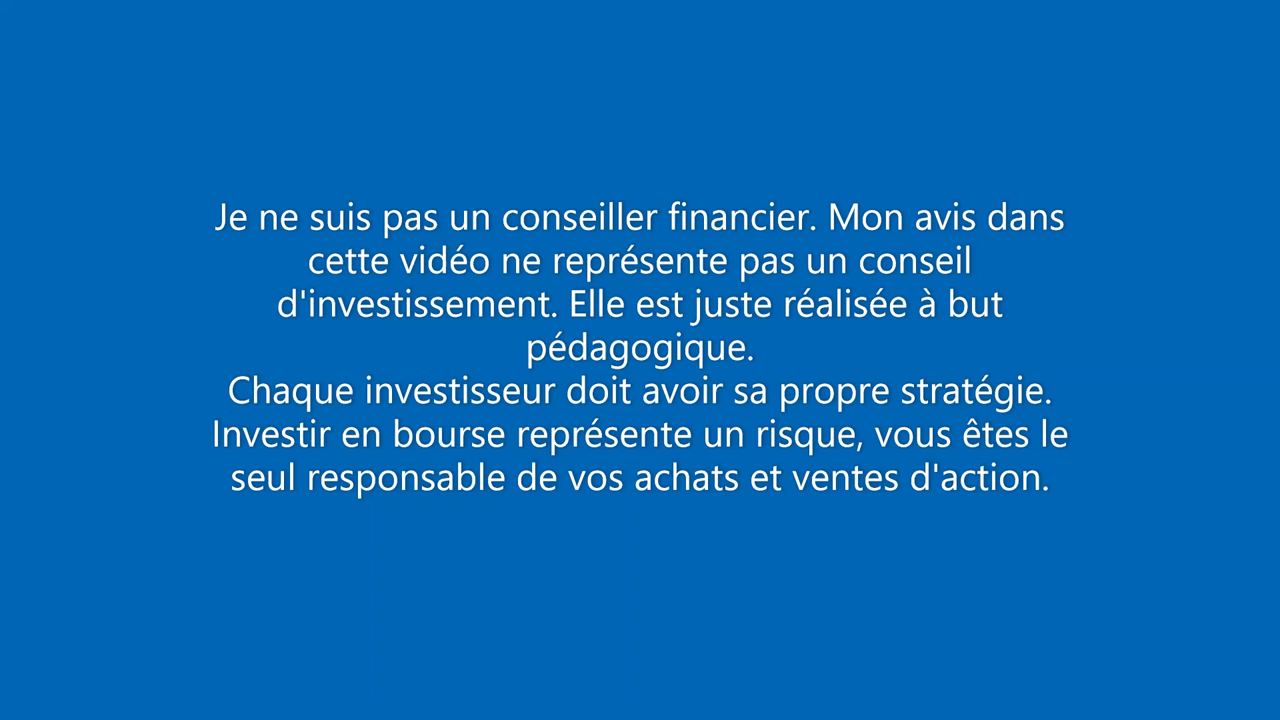 Je ne suis pas un conseiller financier. Mon avis dans
cette vidéo ne représente pas un conseil
d'investissement. Elle est juste réalisée à but
pédagogique.
Chaque investisseur doit avoir sa propre stratégie.
Investir en bourse représente un risque, vous êtes le
seul responsable de vos achats et ventes d'action.